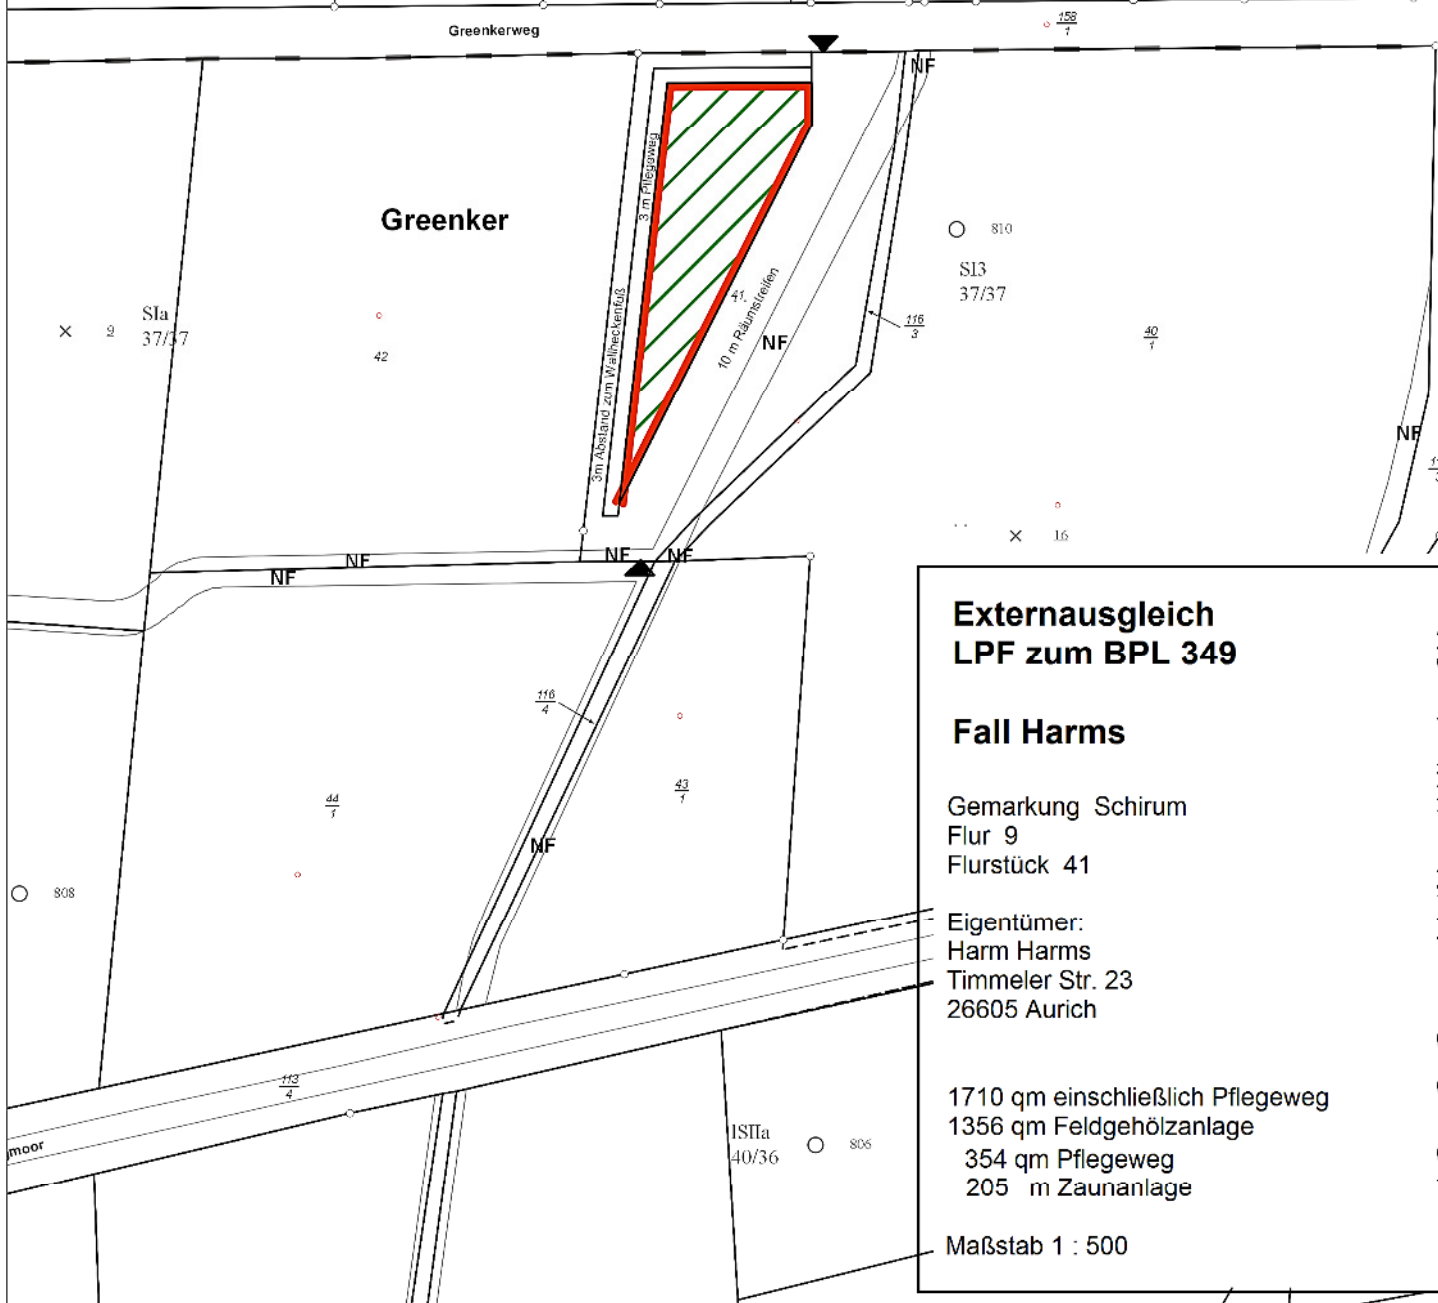 Greenkerweg
158
1
NF
3 m Pflegeweg
Greenker
810
SI3
37/37
SIa
37/37
9
42
41
10 m Räumstreifen
3m Abstand zum Wallheckenfuß
NF
116
3
40
1
NF
16
NF
NF
NF
NF
116
4
43
1
44
1
NF
808
113
4
moor
lSIIa
40/36
806
Externausgleich
LPF zum BPL 349
Fall Harms
Gemarkung Schirum
Flur 9
Flurstück 41
Eigentümer:
Harm Harms
Timmeler Str. 23
26605 Aurich
1710 qm einschließlich Pflegeweg
1356 qm Feldgehölzanlage
354 qm Pflegeweg
205 m Zaunanlage
Maßstab 1 : 500